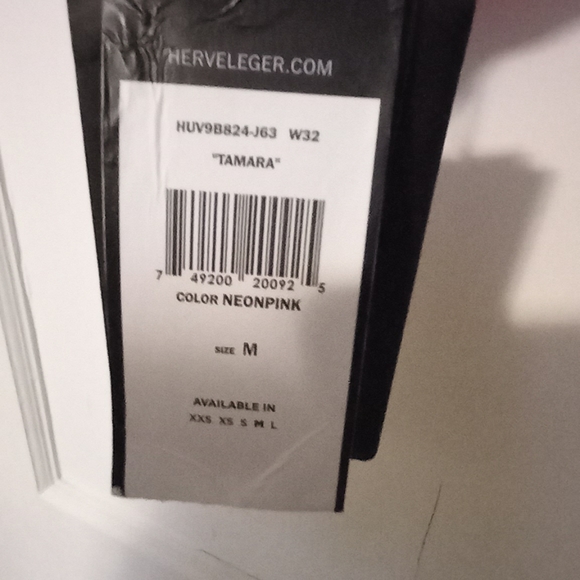 HERVELEGER.COM
HUV9B824-J63 W32
"TAMARA"
7 49200 20092 5
COLOR NEONPINK
SIZE M
AVAILABLE IN
XXS XS S M L